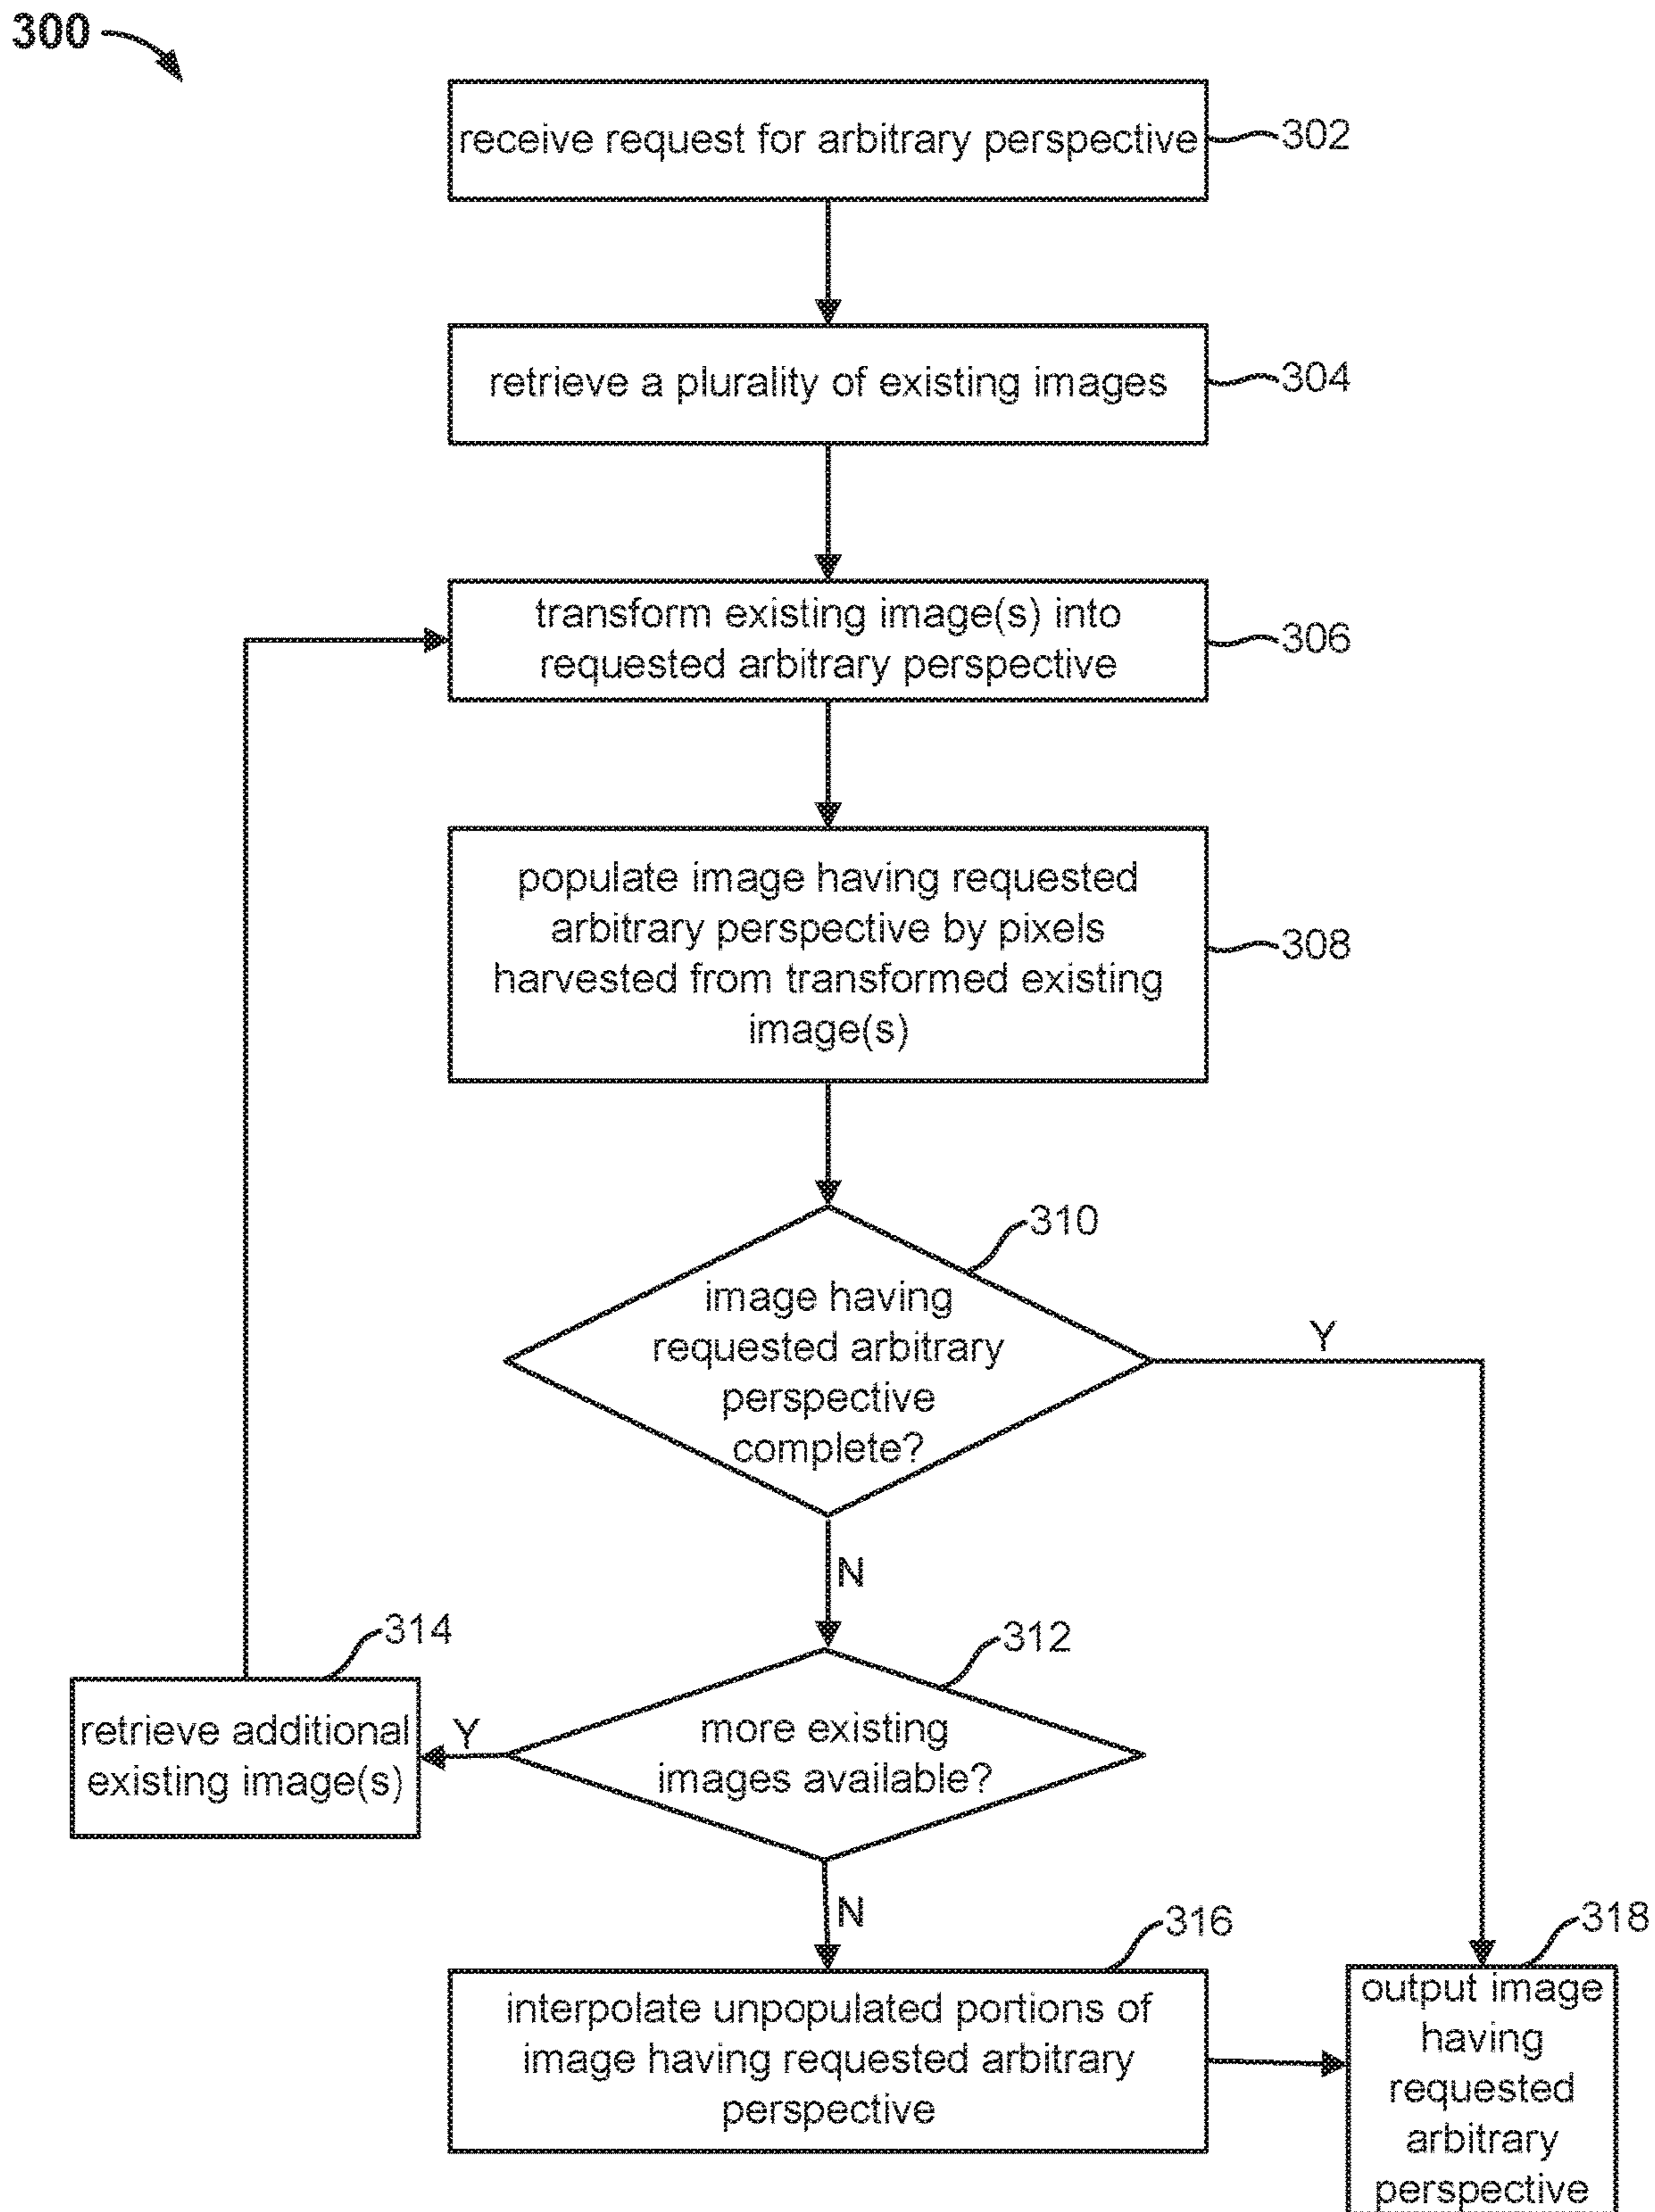 300
receive request for arbitrary perspective
302
retrieve a plurality of existing images
304
transform existing image(s) into
requested arbitrary perspective
306
populate image having requested
arbitrary perspective by pixels
harvested from transformed existing
image(s)
308
310
image having
requested arbitrary
perspective
complete?
Y
N
314
312
retrieve additional
existing image(s)
Y
more existing
images available?
N
316
318
interpolate unpopulated portions of
image having requested arbitrary
perspective
output image
having
requested
arbitrary
perspective